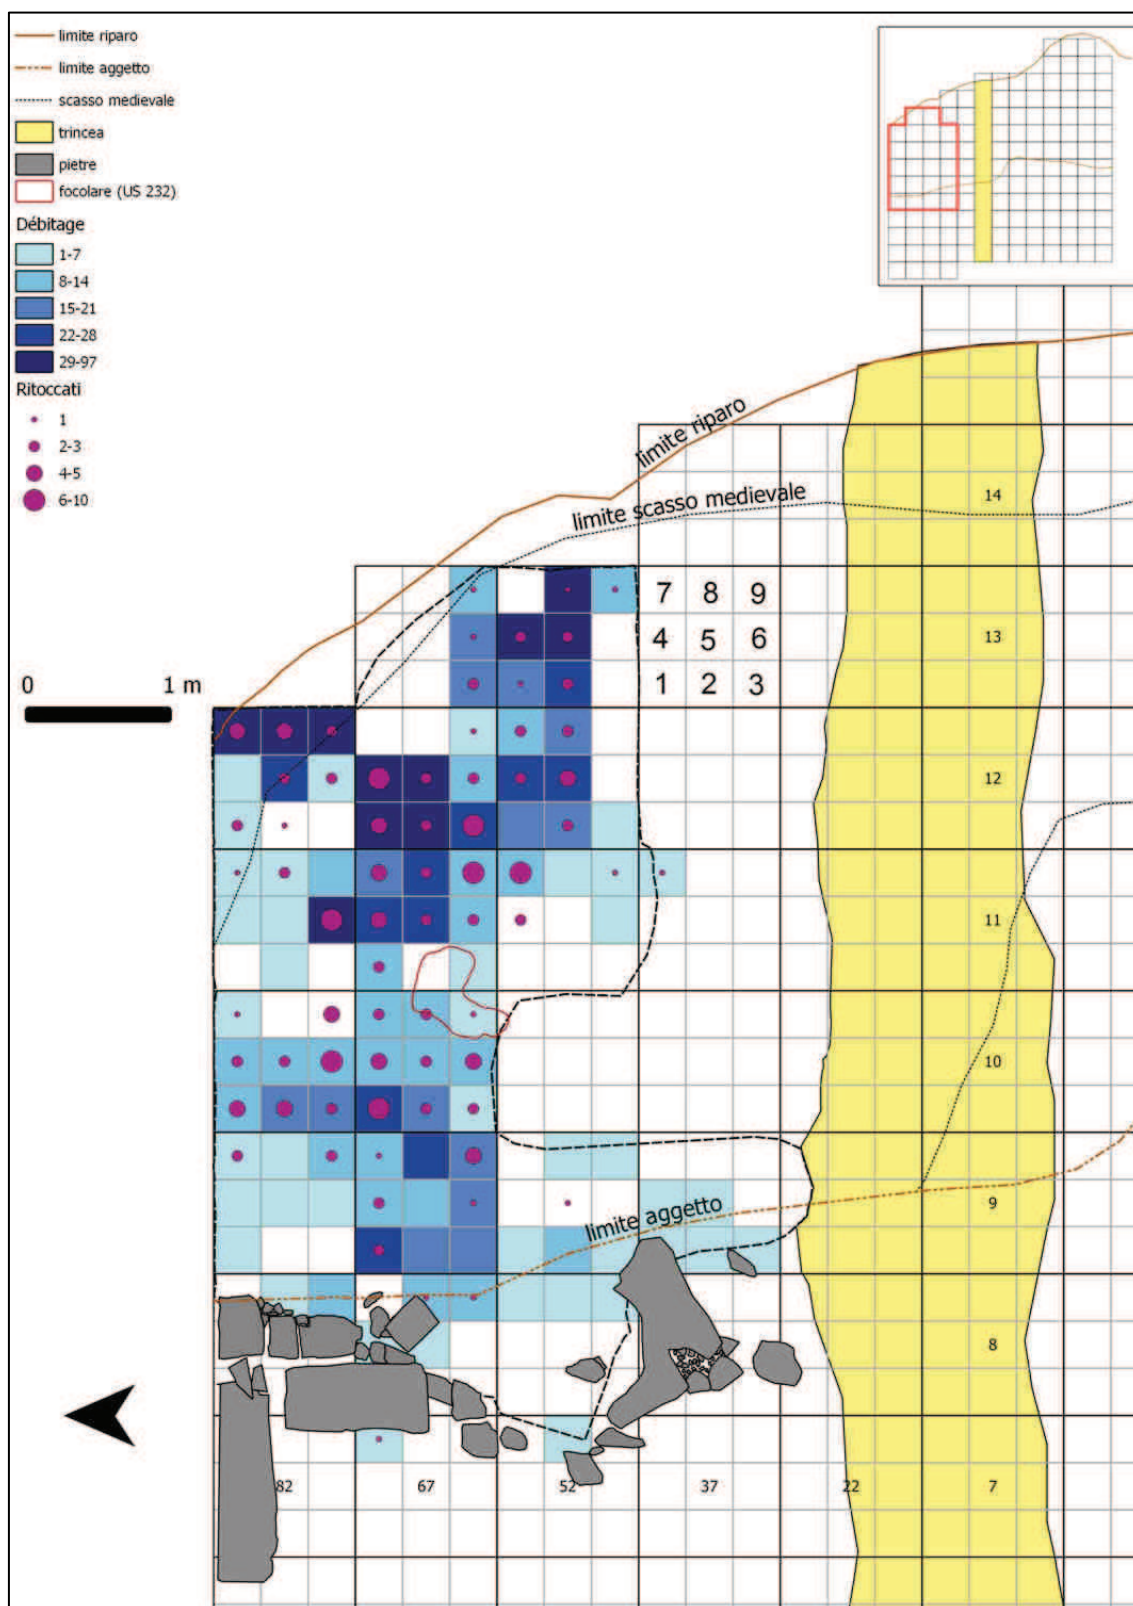 limite riparo
limite aggetto
scasso medievale
trincea
pietre
focolare (US 232)
Débitage
1-7
8-14
15-21
22-28
29-97
Ritoccati
1
2-3
4-5
6-10
limite riparo
limite scasso medievale
14
7 8 9
4 5 6
13
1 2 3
0 1 m
12
11
10
9
limite aggetto
8
82 67 52 37 22 7